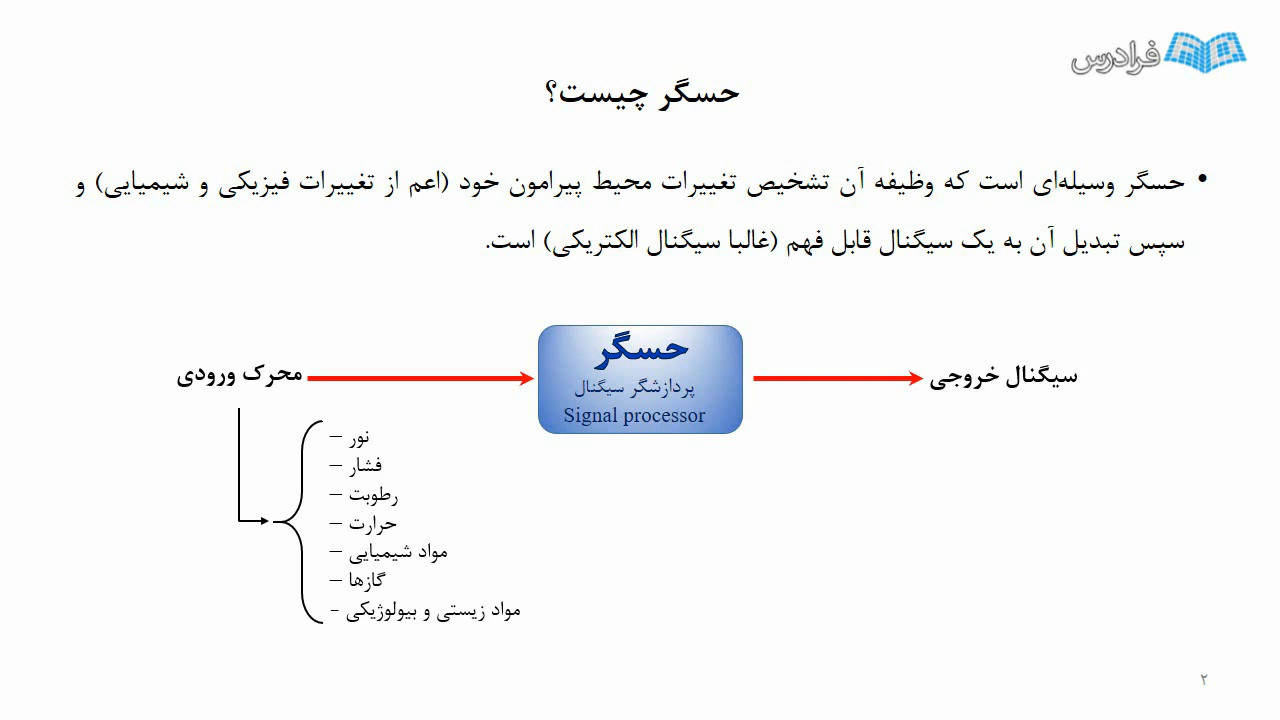 فرادرس
حسگر چیست؟
• حسگر وسیله‌ای است که وظیفه آن تشخیص تغییرات محیط پیرامون خود (اعم از تغییرات فیزیکی و شیمیایی) و
سپس تبدیل آن به یک سیگنال قابل فهم (غالبا سیگنال الکتریکی) است.
محرک ورودی
حسگر
پردازشگر سیگنال
Signal processor
سیگنال خروجی
– نور
– فشار
– رطوبت
– حرارت
– مواد شیمیایی
– گازها
- مواد زیستی و بیولوژیکی
۲